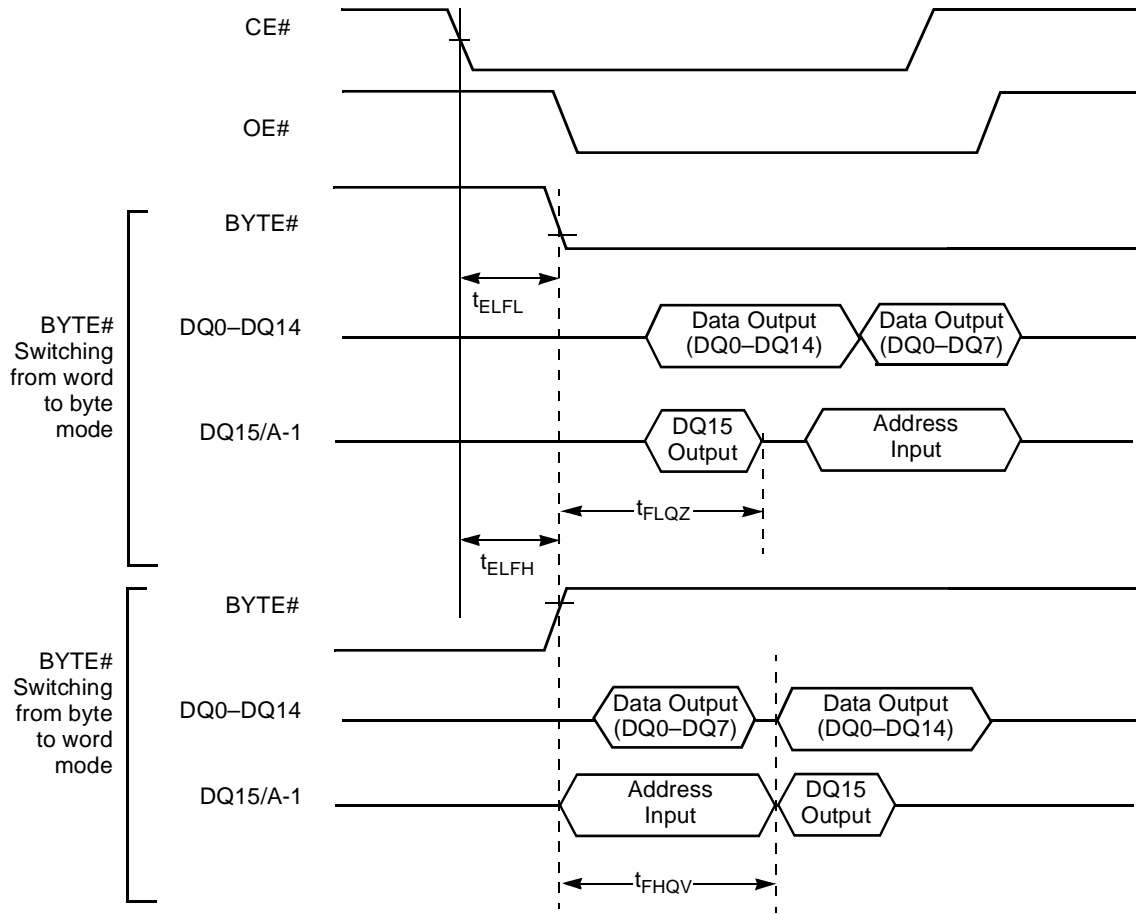 CE#
OE#
BYTE#
tELFL
BYTE#
Switching
from word
to byte
mode
DQ0–DQ14
Data Output
(DQ0–DQ14)
Data Output
(DQ0–DQ7)
DQ15/A-1
DQ15
Output
Address
Input
tFLQZ
tELFH
BYTE#
BYTE#
Switching
from byte
to word
mode
DQ0–DQ14
Data Output
(DQ0–DQ7)
Data Output
(DQ0–DQ14)
DQ15/A-1
Address
Input
DQ15
Output
tFHQV